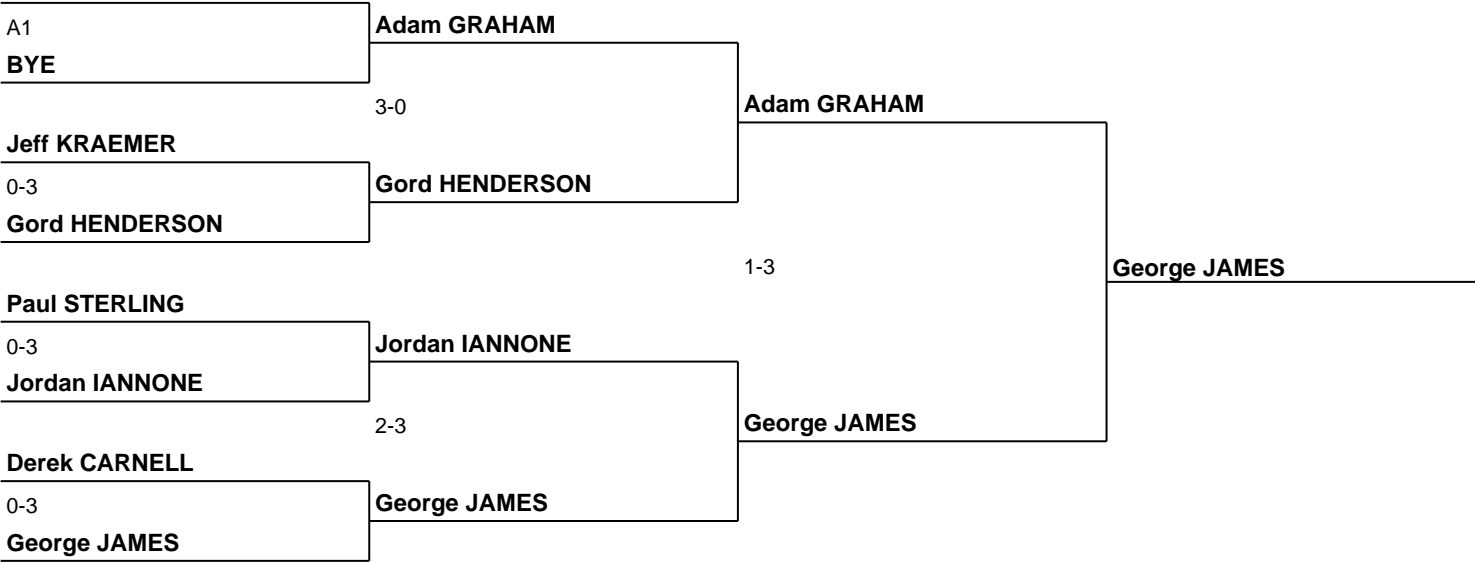 A1
Adam GRAHAM
BYE
3-0
Adam GRAHAM
Jeff KRAEMER
0-3
Gord HENDERSON
Gord HENDERSON
1-3
George JAMES
Paul STERLING
0-3
Jordan IANNONE
Jordan IANNONE
2-3
George JAMES
Derek CARNELL
0-3
George JAMES
George JAMES